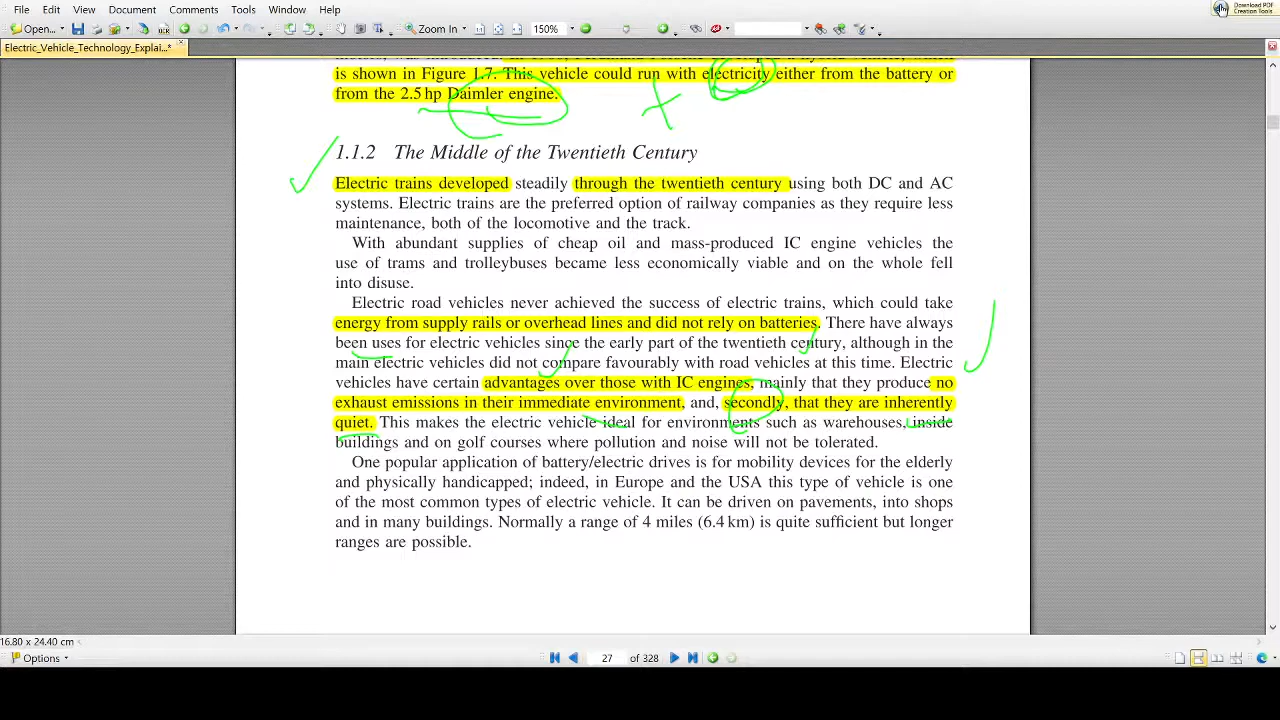 File Edit View Document Comments Tools Window Help
Download PDF
Creation Tools
Open...
Zoom In
150%
Electric_Vehicle_Technology_Explai...*
is shown in Figure 1.7. This vehicle could run with electricity either from the battery or
from the 2.5 hp Daimler engine.
1.1.2 The Middle of the Twentieth Century
Electric trains developed steadily through the twentieth century using both DC and AC
systems. Electric trains are the preferred option of railway companies as they require less
maintenance, both of the locomotive and the track.
With abundant supplies of cheap oil and mass-produced IC engine vehicles the
use of trams and trolleybuses became less economically viable and on the whole fell
into disuse.
Electric road vehicles never achieved the success of electric trains, which could take
energy from supply rails or overhead lines and did not rely on batteries. There have always
been uses for electric vehicles since the early part of the twentieth century, although in the
main electric vehicles did not compare favourably with road vehicles at this time. Electric
vehicles have certain advantages over those with IC engines, mainly that they produce no
exhaust emissions in their immediate environment, and, secondly, that they are inherently
quiet. This makes the electric vehicle ideal for environments such as warehouses, inside
buildings and on golf courses where pollution and noise will not be tolerated.
One popular application of battery/electric drives is for mobility devices for the elderly
and physically handicapped; indeed, in Europe and the USA this type of vehicle is one
of the most common types of electric vehicle. It can be driven on pavements, into shops
and in many buildings. Normally a range of 4 miles (6.4 km) is quite sufficient but longer
ranges are possible.
16.80 x 24.40 cm
Options
27 of 328